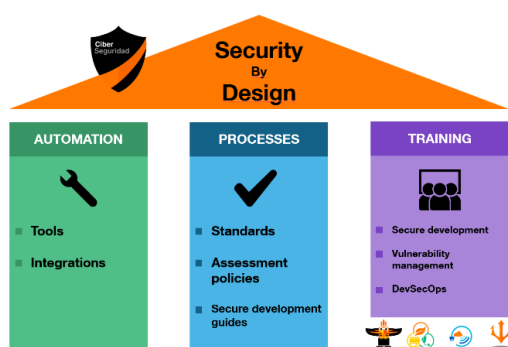 Ciber
Seguridad
Security
By
Design
AUTOMATION
Tools
Integrations
PROCESSES
Standards
Assessment
policies
Secure development
guides
TRAINING
Secure development
Vulnerability
management
DevSecOps